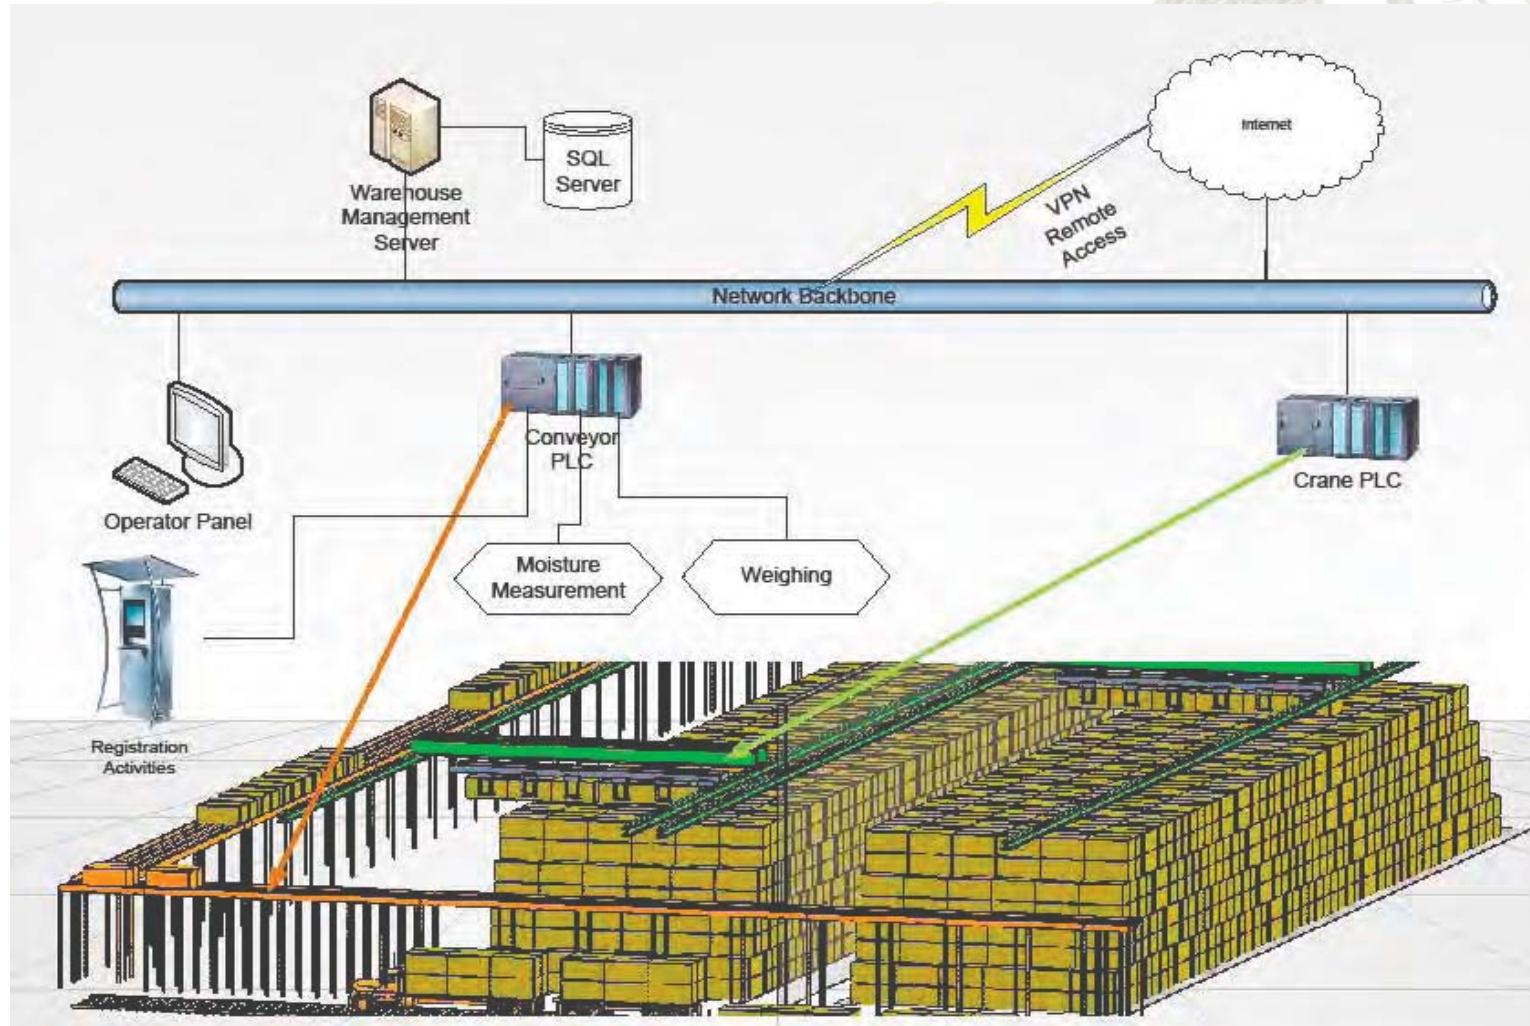 Internet
SQL
Server
Warehouse
Management
Server
VPN
Remote
Access
Network Backbone
Conveyor
PLC
Crane PLC
Operator Panel
Moisture
Measurement
Weighing
Registration
Activities